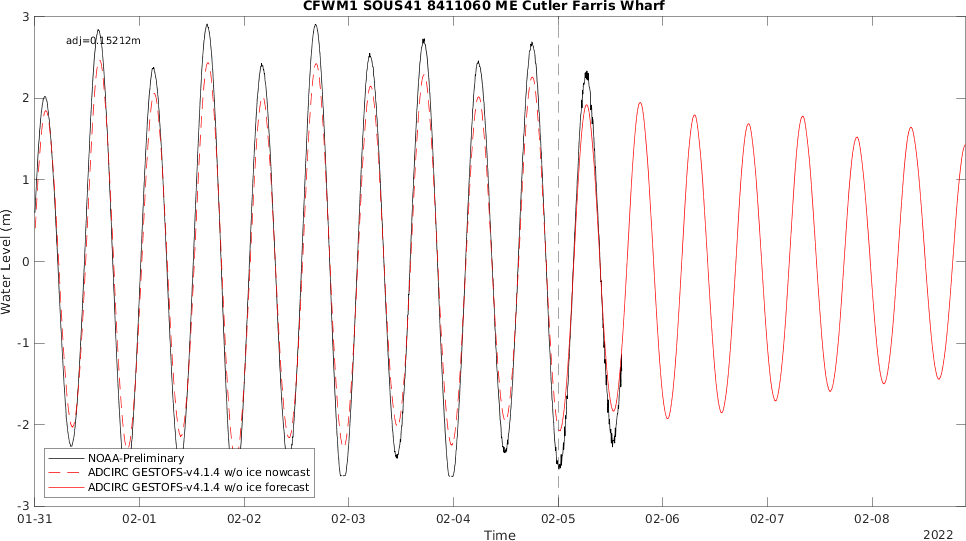 CFWM1 SOUS41 8411060 ME Cutler Farris Wharf
adj=0.15212m
3
2
1
0
-1
-2
-3
Water Level (m)
NOAA-Preliminary
ADCIRC GESTOFS-v4.1.4 w/o ice nowcast
ADCIRC GESTOFS-v4.1.4 w/o ice forecast
01-31 02-01 02-02 02-03 02-04 02-05 02-06 02-07 02-08
Time
2022